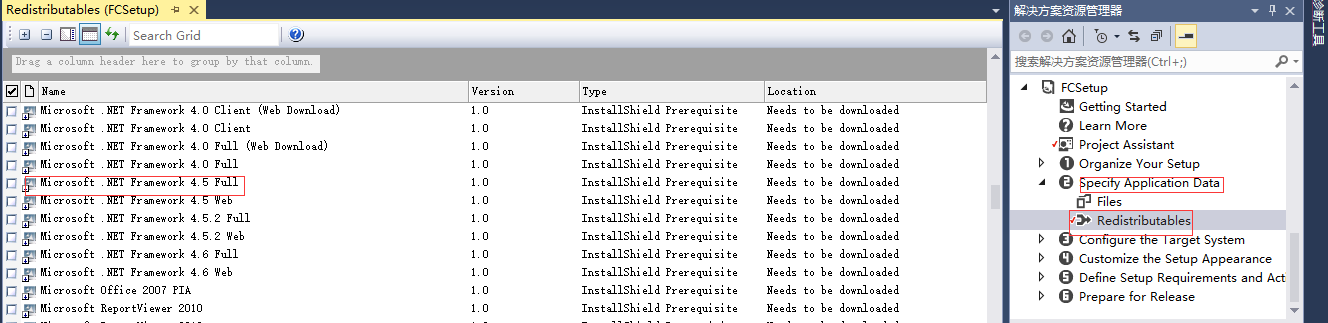 Redistributables (FCSetup)
Search Grid
Drag a column header here to group by that column.
Name Version Type Location
Microsoft .NET Framework 4.0 Client (Web Download) 1.0 InstallShield Prerequisite Needs to be downloaded
Microsoft .NET Framework 4.0 Client 1.0 InstallShield Prerequisite Needs to be downloaded
Microsoft .NET Framework 4.0 Full (Web Download) 1.0 InstallShield Prerequisite Needs to be downloaded
Microsoft .NET Framework 4.0 Full 1.0 InstallShield Prerequisite Needs to be downloaded
Microsoft .NET Framework 4.5 Full 1.0 InstallShield Prerequisite Needs to be downloaded
Microsoft .NET Framework 4.5 Web 1.0 InstallShield Prerequisite Needs to be downloaded
Microsoft .NET Framework 4.5.2 Full 1.0 InstallShield Prerequisite Needs to be downloaded
Microsoft .NET Framework 4.5.2 Web 1.0 InstallShield Prerequisite Needs to be downloaded
Microsoft .NET Framework 4.6 Full 1.0 InstallShield Prerequisite Needs to be downloaded
Microsoft .NET Framework 4.6 Web 1.0 InstallShield Prerequisite Needs to be downloaded
Microsoft Office 2007 PIA 1.0 InstallShield Prerequisite Needs to be downloaded
Microsoft ReportViewer 2010 1.0 InstallShield Prerequisite Needs to be downloaded
解决方案资源管理器
搜索解决方案资源管理器(Ctrl+;)
FCSetup
Getting Started
Learn More
Project Assistant
1 Organize Your Setup
2 Specify Application Data
Files
Redistributables
3 Configure the Target System
4 Customize the Setup Appearance
5 Define Setup Requirements and Act
6 Prepare for Release
诊断工具